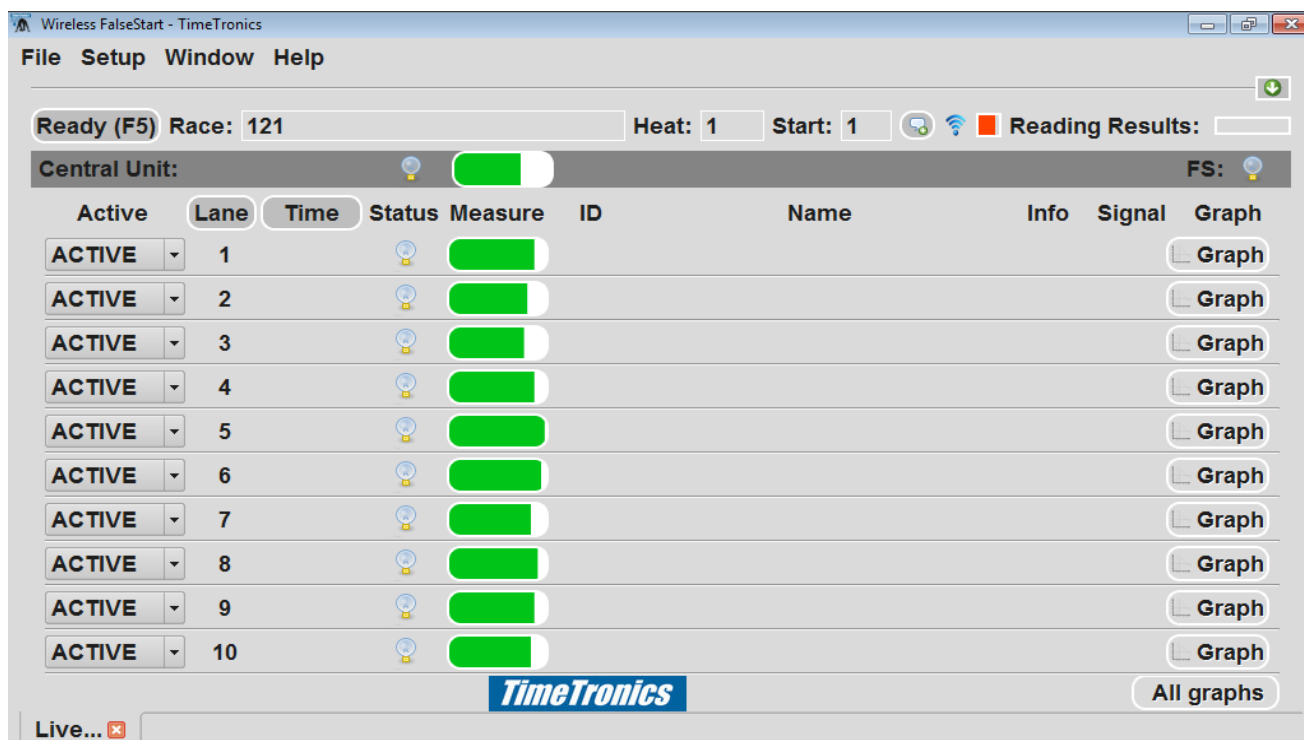 Wireless FalseStart - TimeTronics
File Setup Window Help
Ready (F5) Race: 121 Heat: 1 Start: 1 Reading Results:
Central Unit: FS:
Active Lane Time Status Measure ID Name Info Signal Graph
ACTIVE 1 Graph
ACTIVE 2 Graph
ACTIVE 3 Graph
ACTIVE 4 Graph
ACTIVE 5 Graph
ACTIVE 6 Graph
ACTIVE 7 Graph
ACTIVE 8 Graph
ACTIVE 9 Graph
ACTIVE 10 Graph
TimeTronics All graphs
Live...